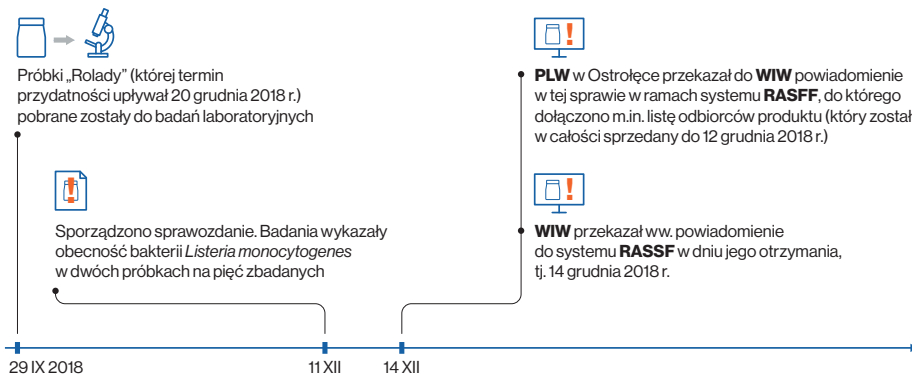 Próbki „Rolady” (której termin
przydatności upływał 20 grudnia 2018 r.)
pobrane zostały do badań laboratoryjnych
Sporządzono sprawozdanie. Badania wykazały
obecność bakterii Listeria monocytogenes
w dwóch próbkach na pięć zbadanych
PLW w Ostrołęce przekazał do WIW powiadomienie
w tej sprawie w ramach systemu RASFF, do którego
dołączono m.in. listę odbiorców produktu (który został
w całości sprzedany do 12 grudnia 2018 r.)
WIW przekazał ww. powiadomienie
do systemu RASSF w dniu jego otrzymania,
tj. 14 grudnia 2018 r.
29 IX 2018
11 XII
14 XII